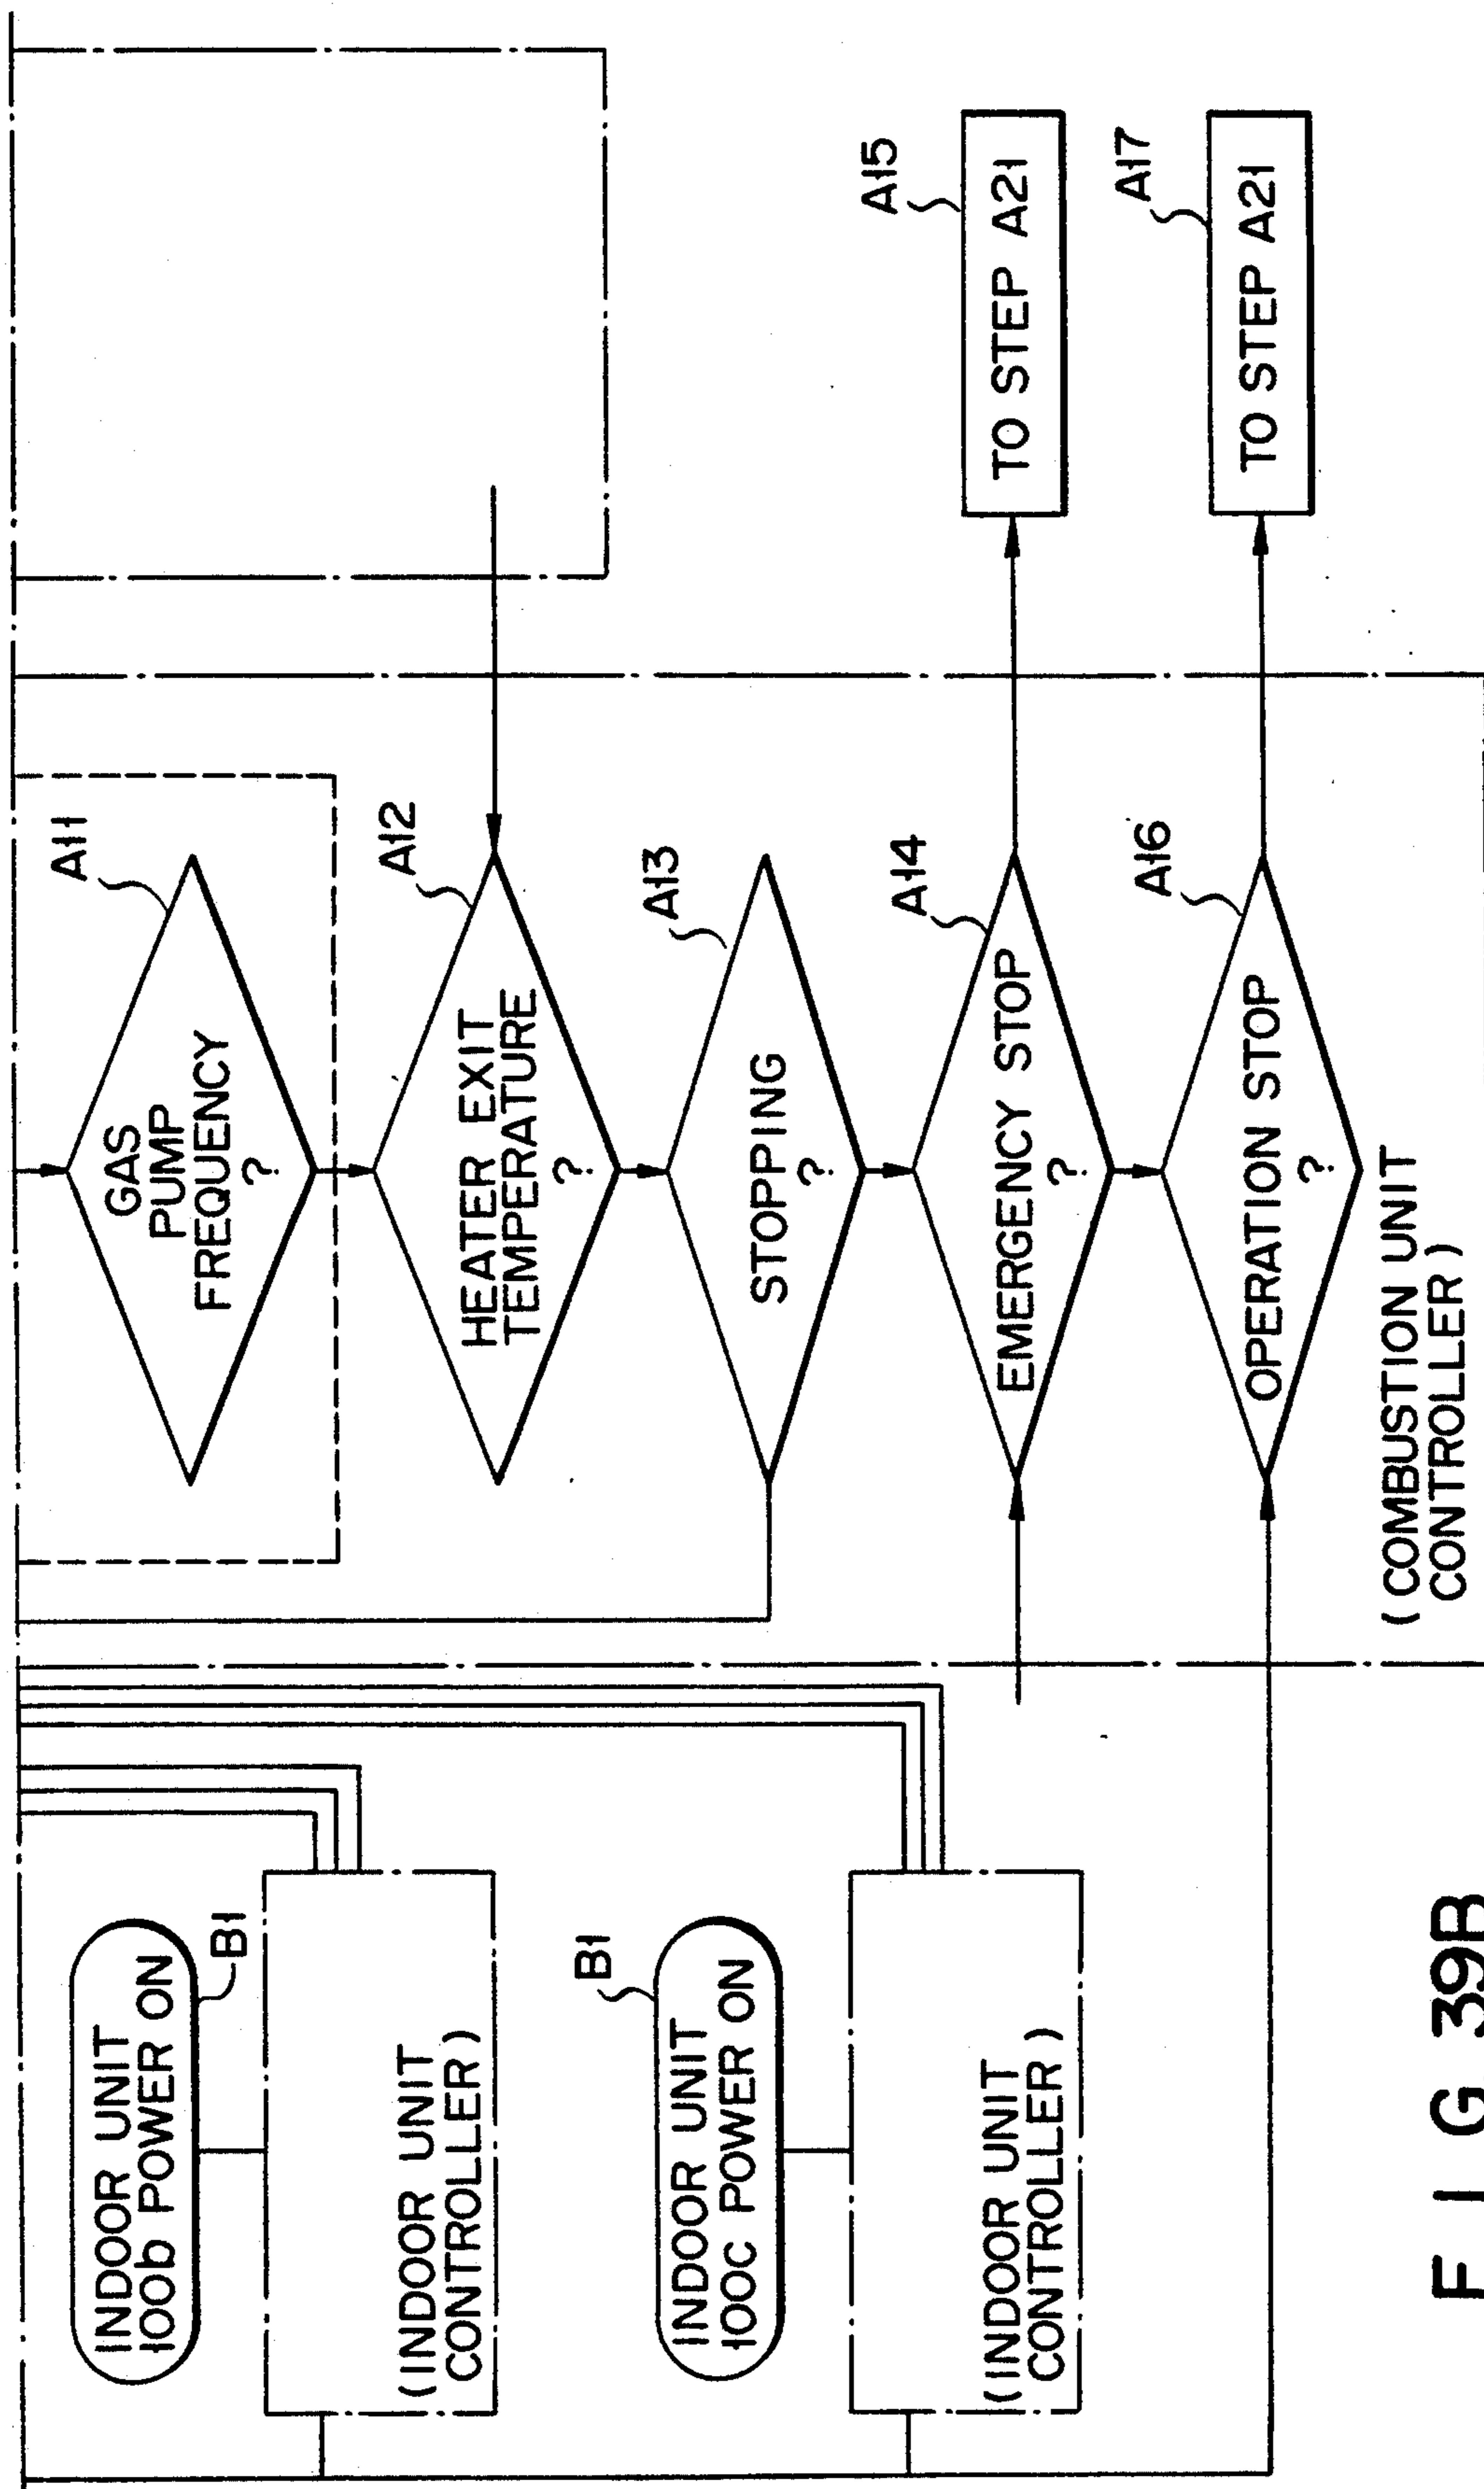 INDOOR UNIT
100b POWER ON
B1
(INDOOR UNIT
CONTROLLER)
INDOOR UNIT
100C POWER ON
B1
(INDOOR UNIT
CONTROLLER)
GAS
PUMP
FREQUENCY
?
A11
HEATER EXIT
TEMPERATURE
?
A12
STOPPING
?
A13
EMERGENCY STOP
?
A14
TO STEP A21
A15
OPERATION STOP
?
A16
TO STEP A21
A17
(COMBUSTION UNIT
CONTROLLER)
FIG 39B